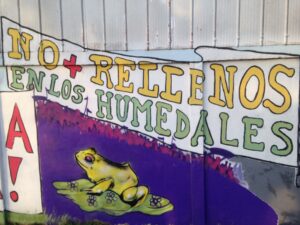 NO + RELLENOS
EN LOS HUMEDALES
A!